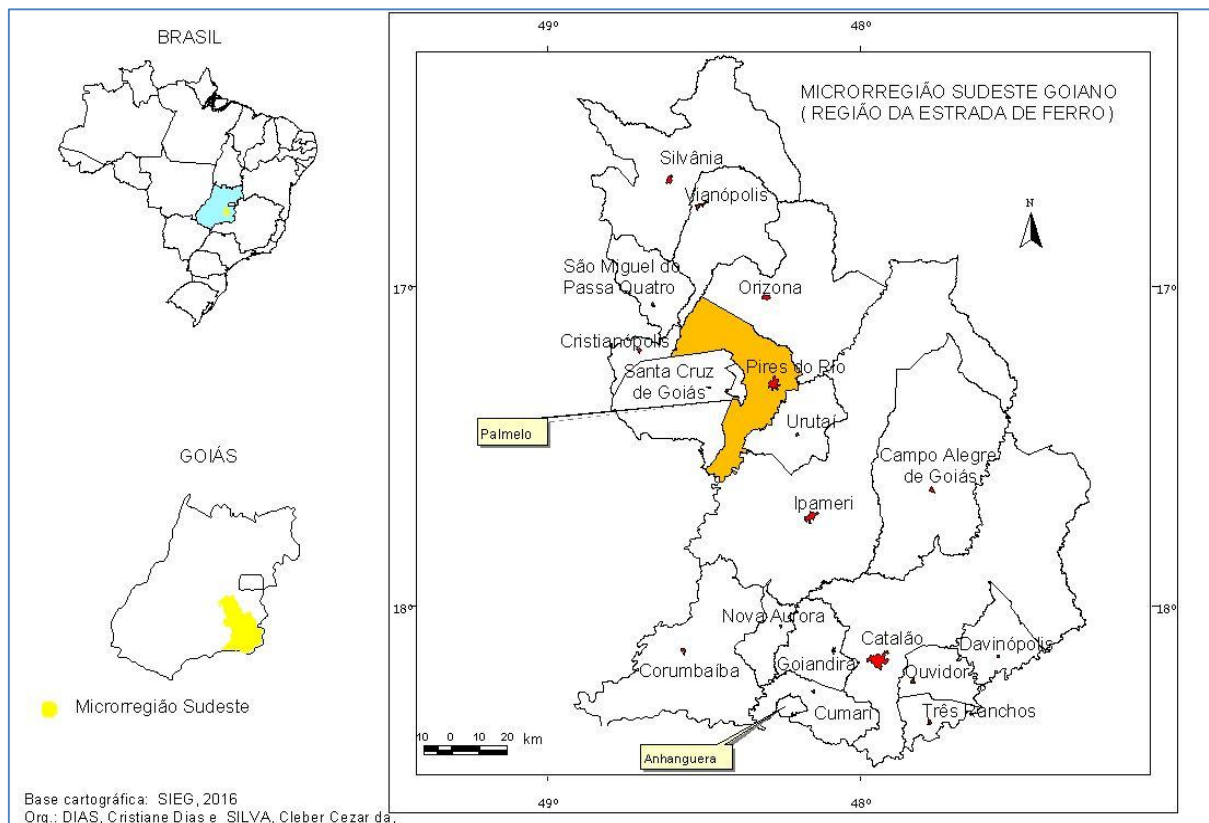 BRASIL
GOIÁS
Microrregião Sudeste
Base cartográfica: SIEG, 2016
Org.: DIAS, Cristiane Dias e SILVA, Cleber Cezar da.
49º
48º
MICRORREGIÃO SUDESTE GOIANO
( REGIÃO DA ESTRADA DE FERRO )
Silvânia
Vianópolis
São Miguel do
Passa Quatro
Orizona
17º
17º
Cristianópolis
Santa Cruz
de Goiás
Pires do Rio
Palmelo
Urutaí
Campo Alegre
de Goiás
Ipameri
18º
18º
Nova Aurora
Catalão
Davinópolis
Corumbaíba
Goiandira
Ouvidor
Cumari
Três Ranchos
10 0 10 20 km
Anhanguera
49º
48º